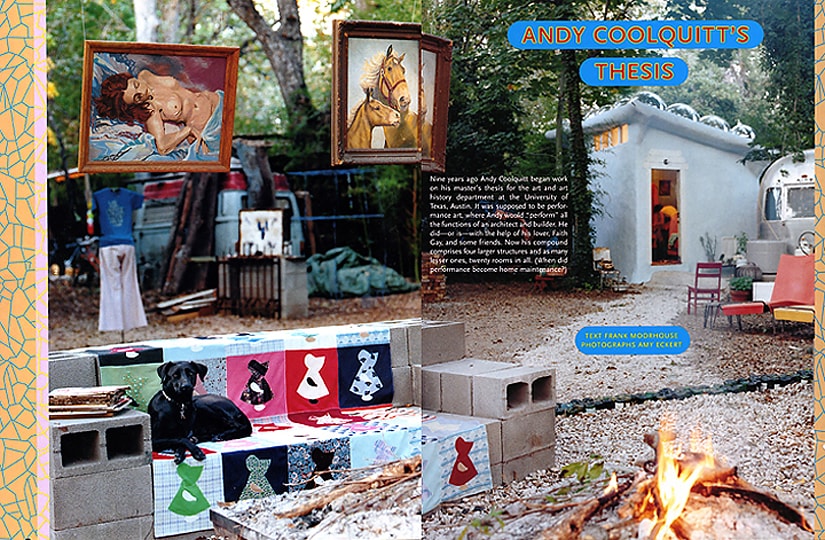 ANDY COOLQUITT'S
THESIS
Nine years ago Andy Coolquitt began work
on his master's thesis for the art and art
history department at the University of
Texas, Austin. It was supposed to be perfor-
mance art, where Andy would "perform" all
the functions of an architect and builder. He
did—or is—with the help of his lover, Faith
Gay, and some friends. Now his compound
comprises four larger structures and as many
lesser ones, twenty rooms in all. (When did
performance become home maintenance?)
TEXT FRANK MOORHOUSE
PHOTOGRAPHS AMY ECKERT